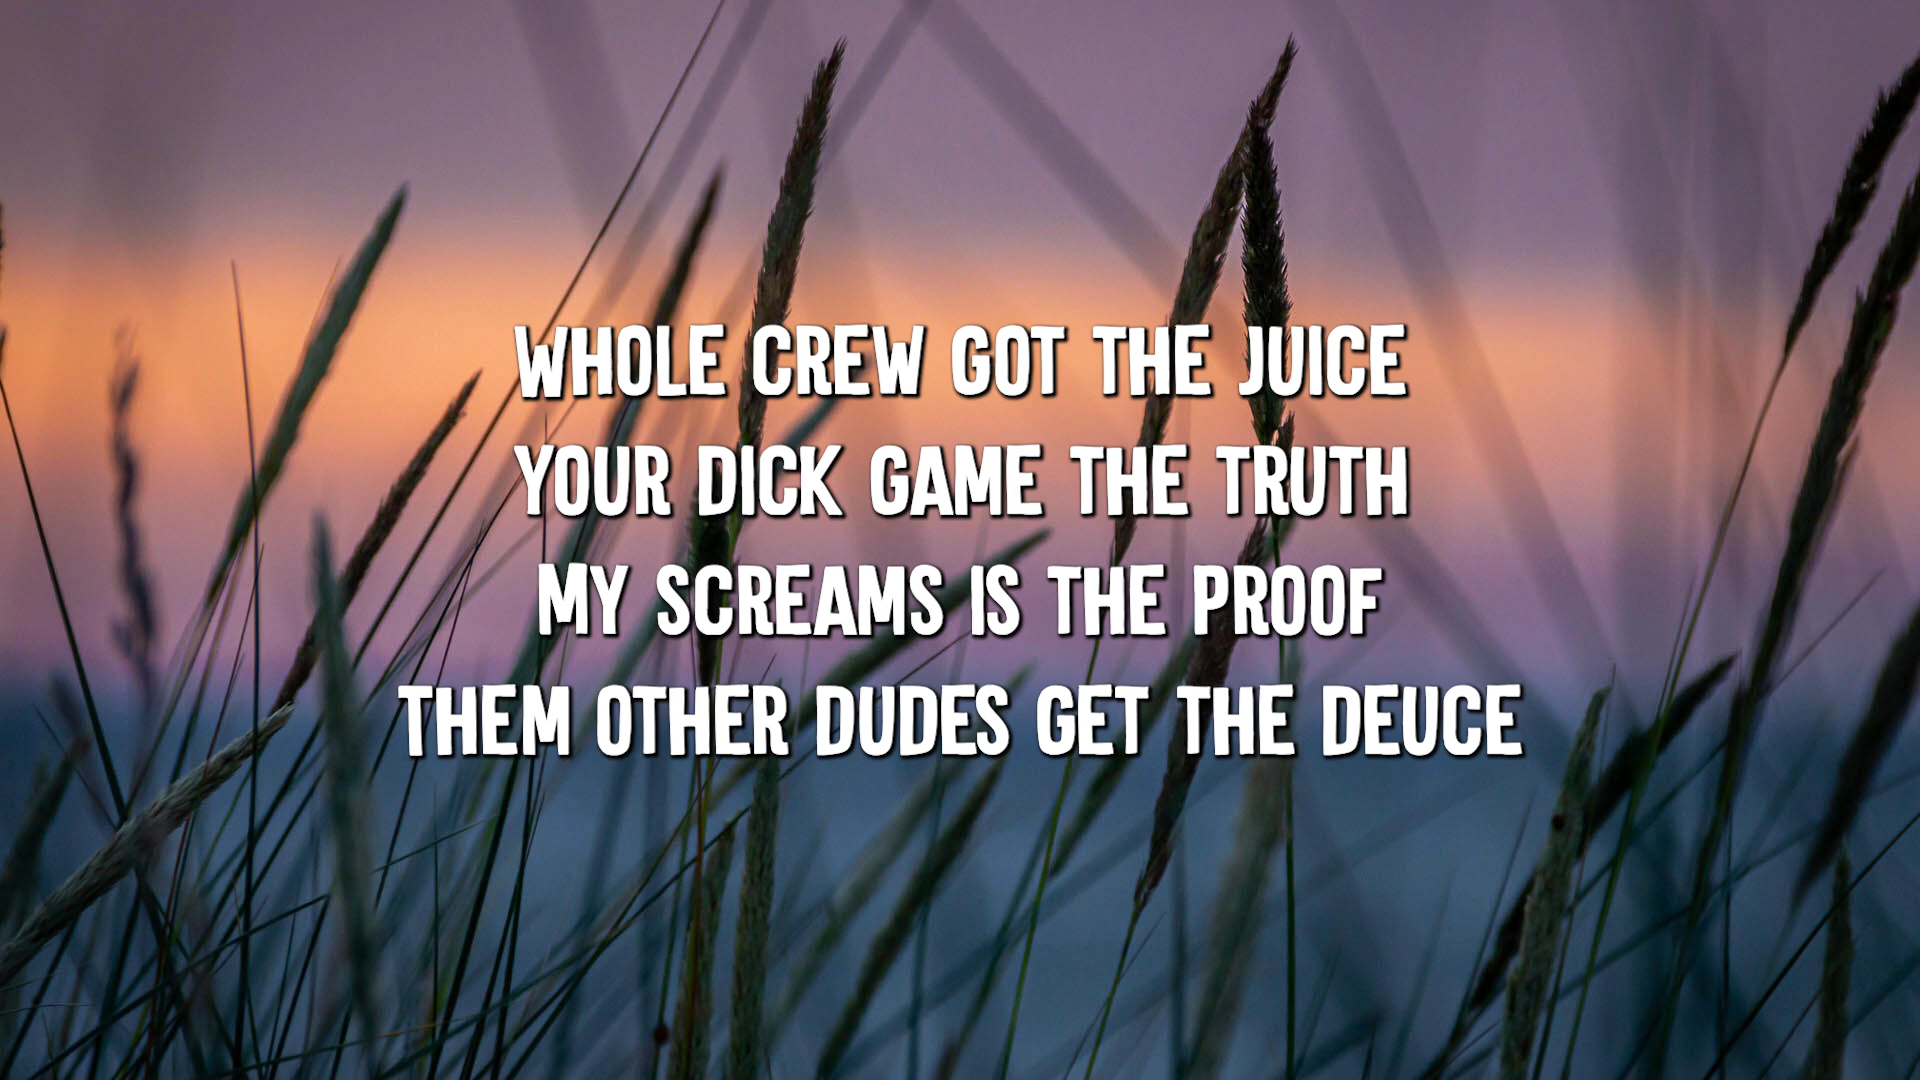 WHOLE CREW GOT THE JUICE
YOUR DICK GAME THE TRUTH
MY SCREAMS IS THE PROOF
THEM OTHER DUDES GET THE DEUCE